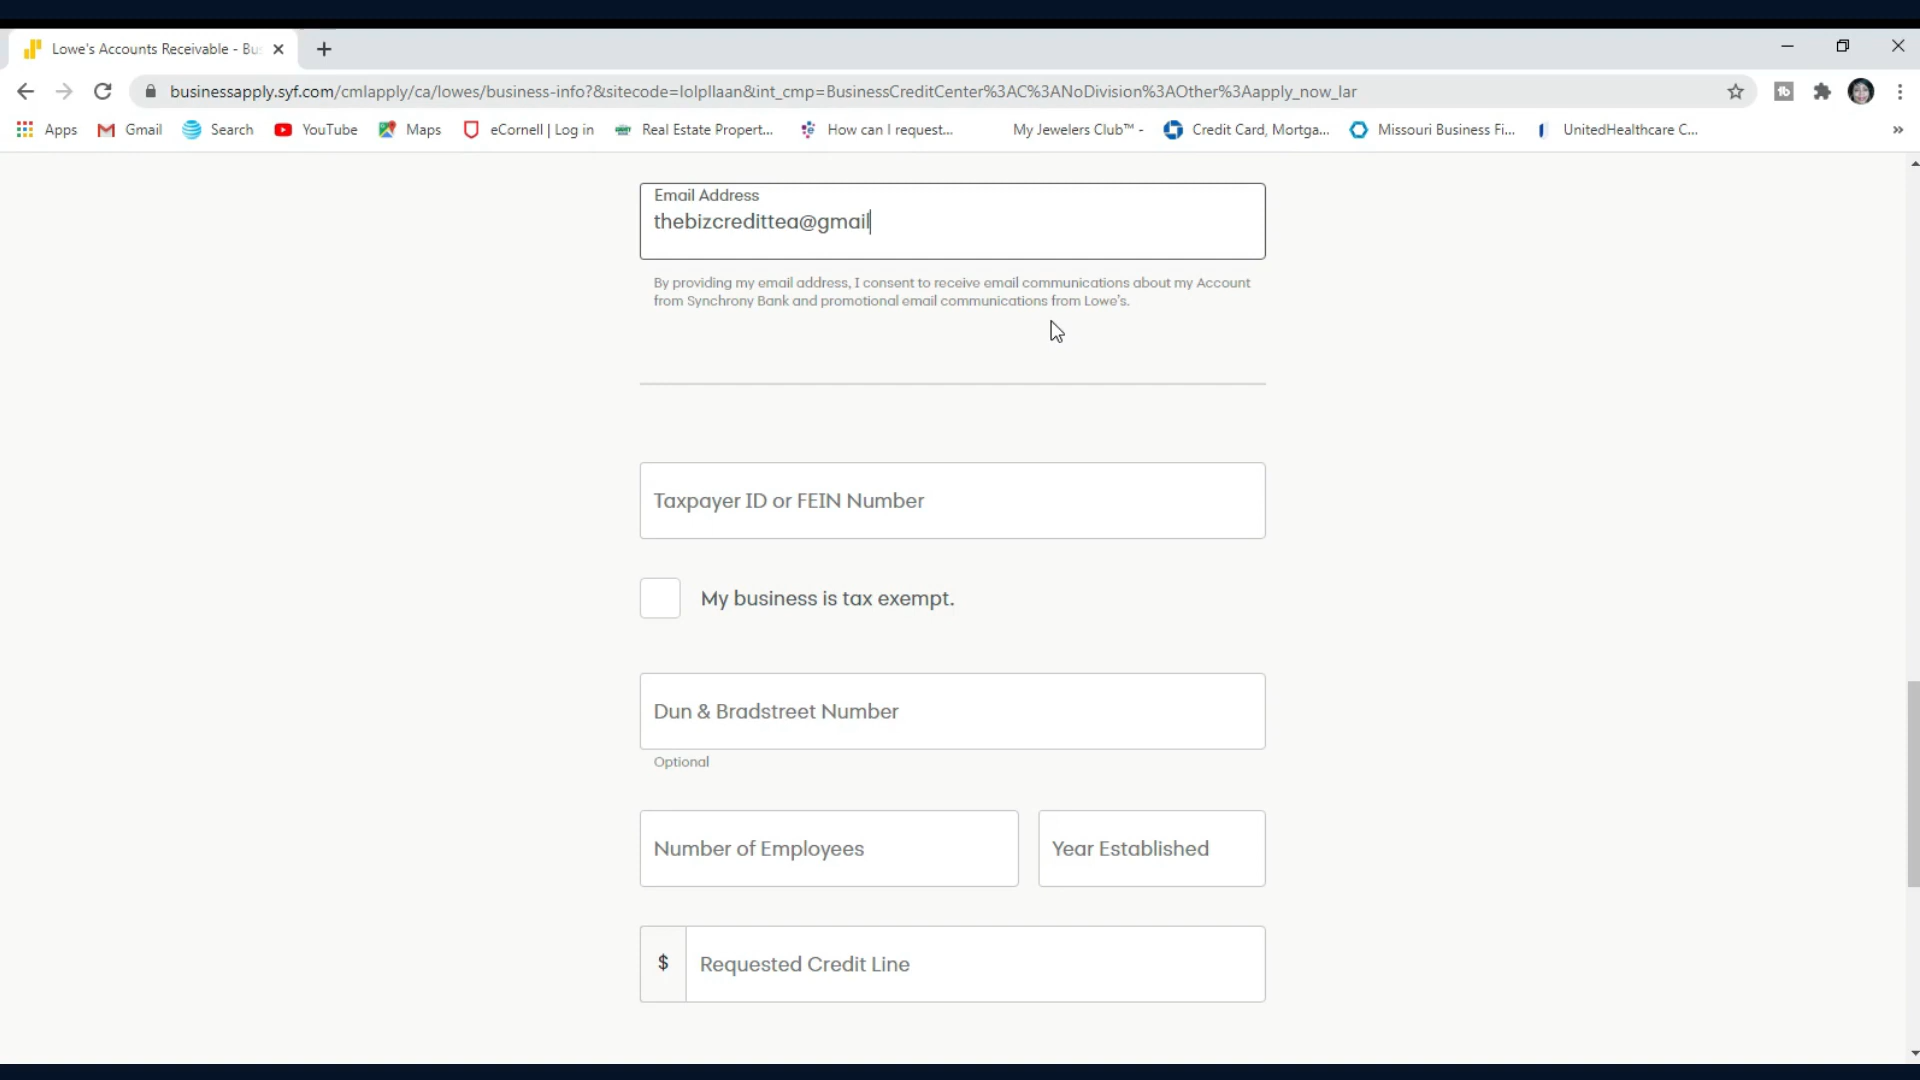 Lowe's Accounts Receivable - Bu
businessapply.syf.com/cmlapply/ca/lowes/business-info?&sitecode=lolpllaan&int_cmp=BusinessCreditCenter%3AC%3ANoDivision%3AOther%3Aapply_now_lar
Apps Gmail Search YouTube Maps eCornell | Log in Real Estate Propert... How can I request... My Jewelers Club™ - Credit Card, Mortga... Missouri Business Fi... UnitedHealthcare C... »
Email Address
thebizcredittea@gmail
By providing my email address, I consent to receive email communications about my Account
from Synchrony Bank and promotional email communications from Lowe's.
Taxpayer ID or FEIN Number
My business is tax exempt.
Dun & Bradstreet Number
Optional
Number of Employees Year Established
$ Requested Credit Line